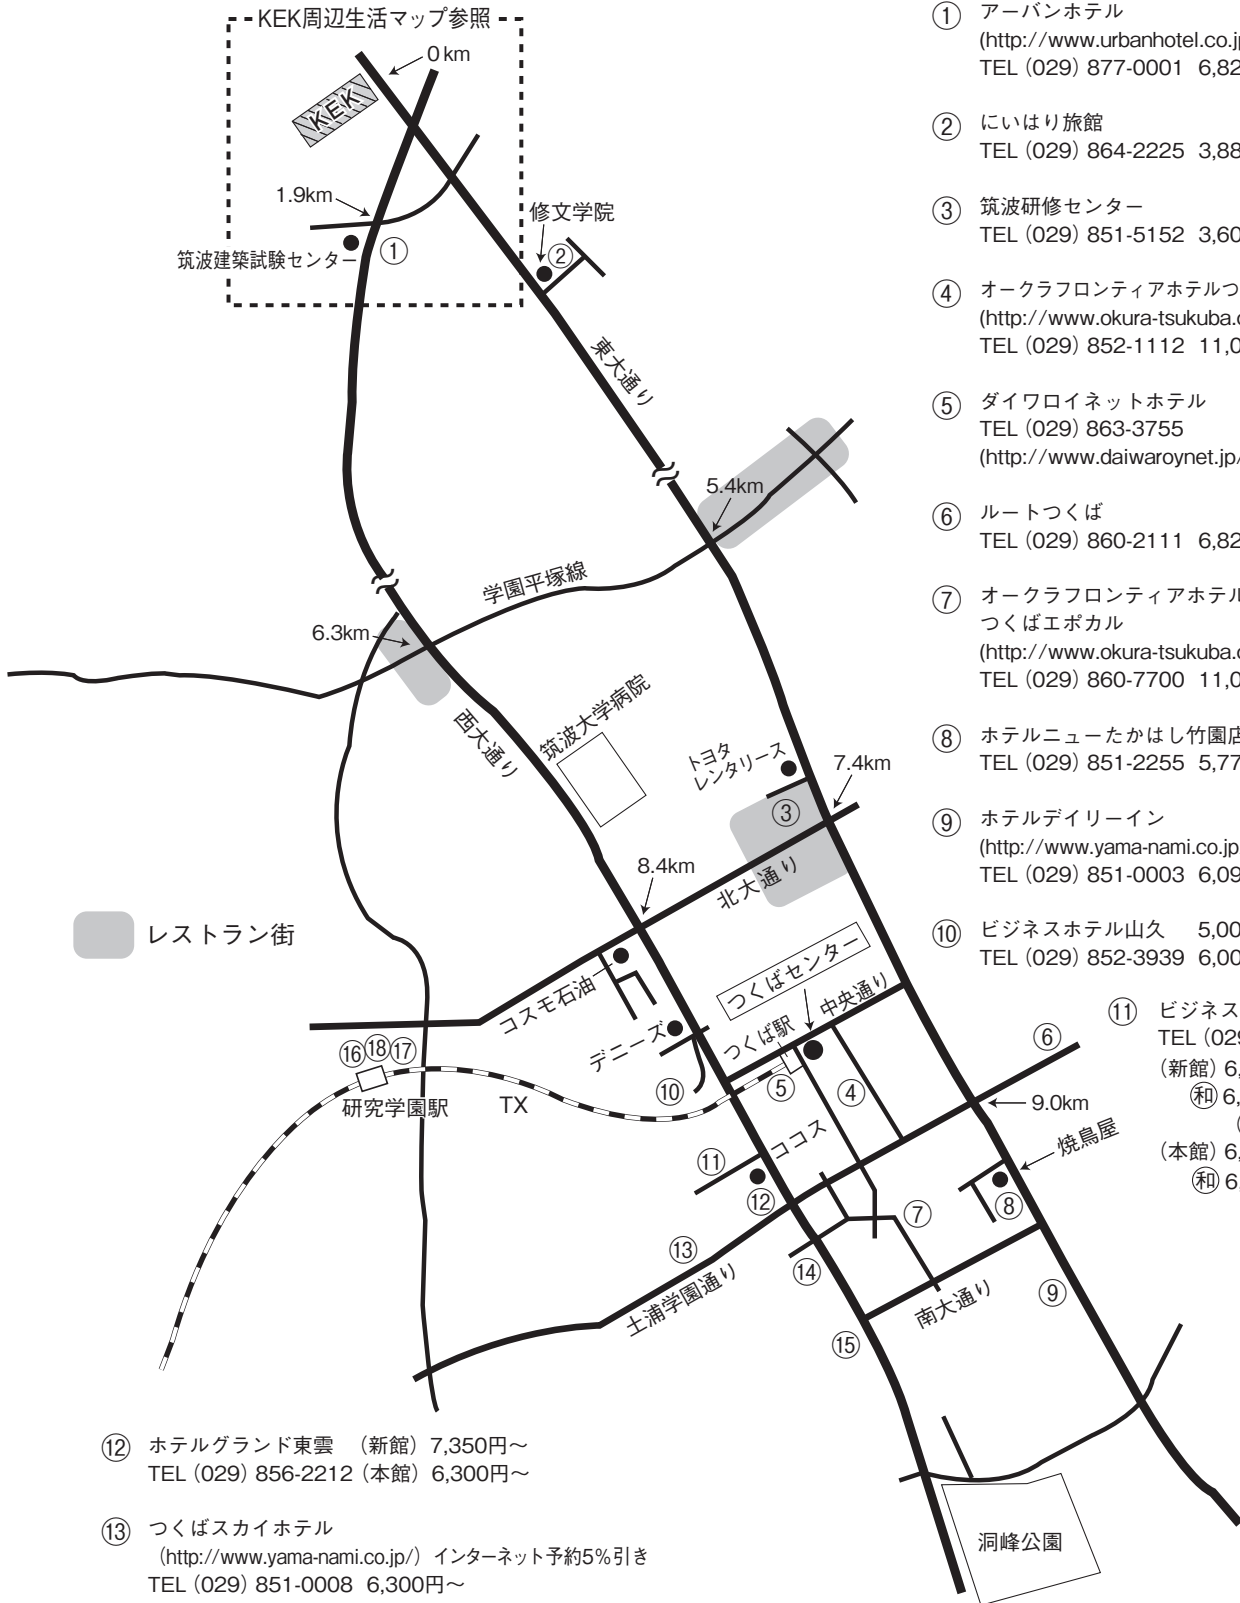 KEK周辺生活マップ参照
0km
KEK
1.9km
筑波建築試験センター
①
修文学院
②
東大通り
5.4km
学園平塚線
6.3km
西大通り
筑波大学病院
トヨタ
レンタリース
7.4km
③
8.4km
北大通り
レストラン街
コスモ石油
つくばセンター
デニーズ
つくば駅
中央通り
⑥
⑯⑱⑰
研究学園駅
TX
⑩
⑤
④
9.0km
ココス
焼鳥屋
⑪
⑫
⑧
⑦
⑬
⑭
土浦学園通り
南大通り
⑨
⑮
洞峰公園
① アーバンホテル
(http://www.urbanhotel.co.jp
TEL (029) 877-0001 6,82
② にいはり旅館
TEL (029) 864-2225 3,88
③ 筑波研修センター
TEL (029) 851-5152 3,60
④ オークラフロンティアホテルつ
(http://www.okura-tsukuba.c
TEL (029) 852-1112 11,0
⑤ ダイワロイネットホテル
TEL (029) 863-3755
(http://www.daiwaroynet.jp/
⑥ ルートつくば
TEL (029) 860-2111 6,82
⑦ オークラフロンティアホテル
つくばエポカル
(http://www.okura-tsukuba.c
TEL (029) 860-7700 11,0
⑧ ホテルニューたかはし竹園店
TEL (029) 851-2255 5,77
⑨ ホテルデイリーイン
(http://www.yama-nami.co.jp
TEL (029) 851-0003 6,09
⑩ ビジネスホテル山久 5,00
TEL (029) 852-3939 6,00
⑪ ビジネス
TEL (029
(新館) 6,
㊑ 6,
(
(本館) 6,
㊑ 6,
⑫ ホテルグランド東雲 (新館) 7,350円～
TEL (029) 856-2212 (本館) 6,300円～
⑬ つくばスカイホテル
(http://www.yama-nami.co.jp/) インターネット予約5%引き
TEL (029) 851-0008 6,300円～